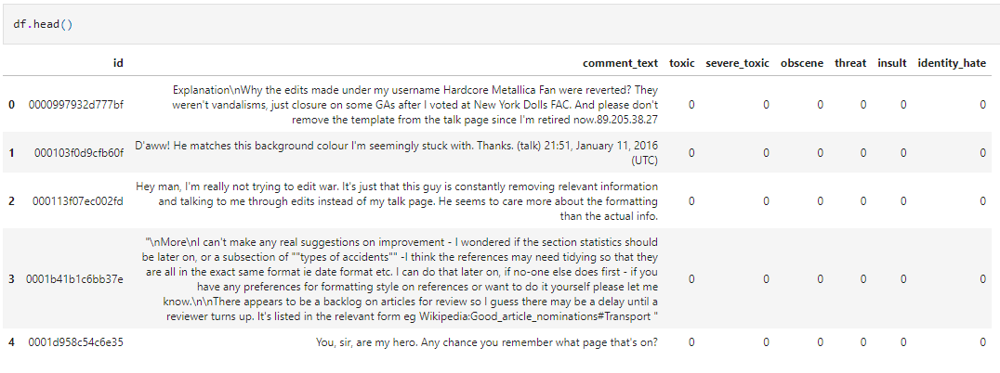 df.head()
id comment_text toxic severe_toxic obscene threat insult identity_hate
Explanation\nWhy the edits made under my username Hardcore Metallica Fan were reverted? They
0 0000997932d777bf weren't vandalisms, just closure on some GAs after I voted at New York Dolls FAC. And please don't 0 0 0 0 0 0
remove the template from the talk page since I'm retired now.89.205.38.27
1 000103f0d9cfb60f D'aww! He matches this background colour I'm seemingly stuck with. Thanks. (talk) 21:51, January 11, 2016 0 0 0 0 0 0
(UTC)
Hey man, I'm really not trying to edit war. It's just that this guy is constantly removing relevant information
2 000113f07ec002fd and talking to me through edits instead of my talk page. He seems to care more about the formatting 0 0 0 0 0 0
than the actual info.
"\nMore\nI can't make any real suggestions on improvement - I wondered if the section statistics should
be later on, or a subsection of ""types of accidents"" -I think the references may need tidying so that they
are all in the exact same format ie date format etc. I can do that later on, if no-one else does first - if you
3 0001b41b1c6bb37e have any preferences for formatting style on references or want to do it yourself please let me 0 0 0 0 0 0
know.\n\nThere appears to be a backlog on articles for review so I guess there may be a delay until a
reviewer turns up. It's listed in the relevant form eg Wikipedia:Good_article_nominations#Transport "
4 0001d958c54c6e35 You, sir, are my hero. Any chance you remember what page that's on? 0 0 0 0 0 0